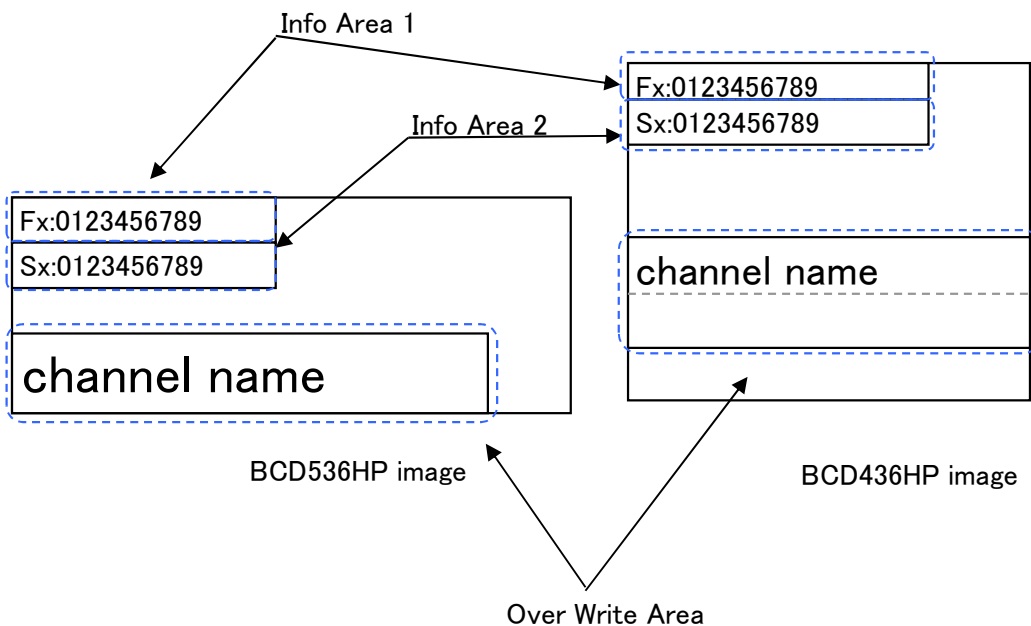 Info Area 1
Fx:0123456789
Sx:0123456789
Info Area 2
Fx:0123456789
Sx:0123456789
channel name
channel name
BCD536HP image
BCD436HP image
Over Write Area